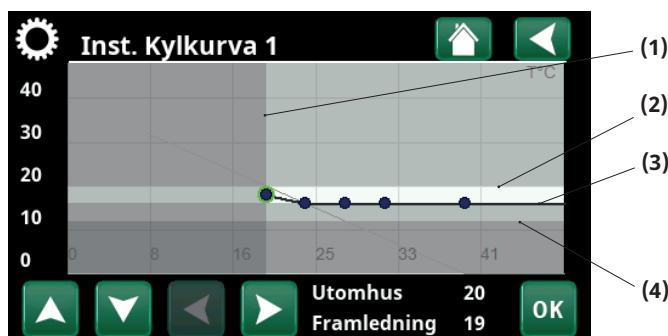 Inst. Kylkurva 1
(1)
T°C
40
(2)
30
(3)
20
10
0
0 8 16 25 33 41
(4)
Utomhus 20
Framledning 19
OK